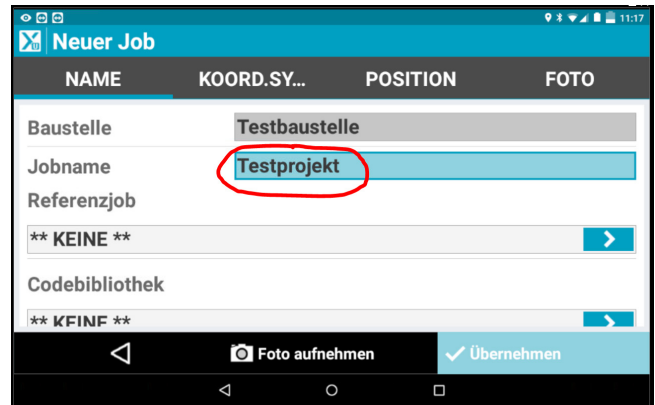 11:17
Neuer Job
NAME KOORD.SY... POSITION FOTO
Baustelle Testbaustelle
Jobname Testprojekt
Referenzjob
** KEINE **
Codebibliothek
** KEINE **
Foto aufnehmen Übernehmen